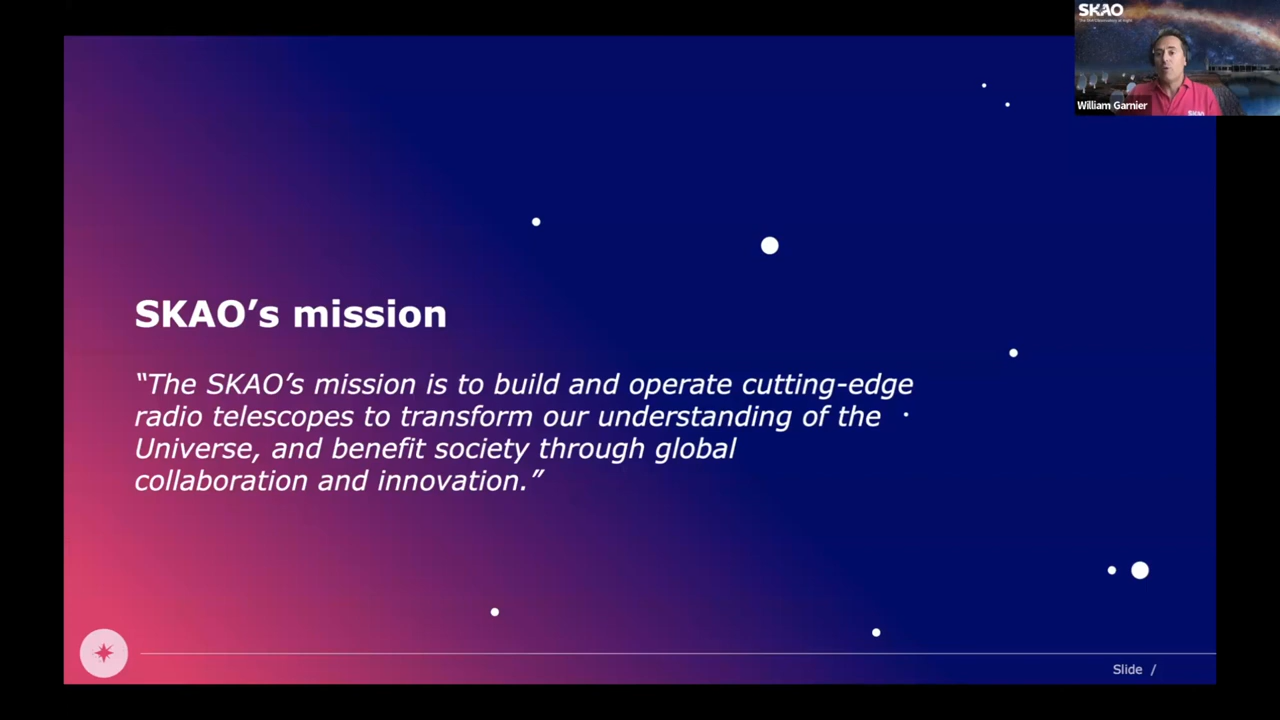 SKAO
William Garnier
SKAO
SKAO’s mission
“The SKAO’s mission is to build and operate cutting-edge
radio telescopes to transform our understanding of the
Universe, and benefit society through global
collaboration and innovation.”
Slide /